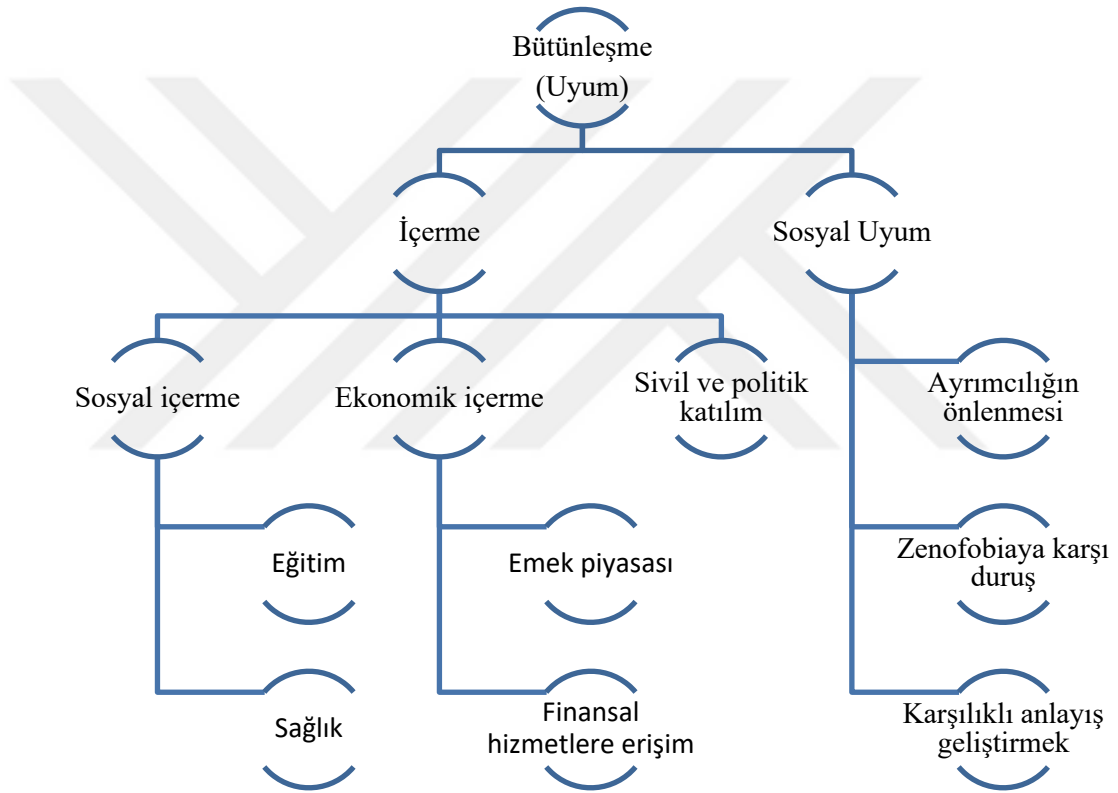 Bütünleşme
(Uyum)
İçerme
Sosyal Uyum
Sosyal içerme
Ekonomik içerme
Sivil ve politik
katılım
Ayrımcılığın
önlenmesi
Eğitim
Emek piyasası
Zenofobiaya karşı
duruş
Sağlık
Finansal
hizmetlere erişim
Karşılıklı anlayış
geliştirmek